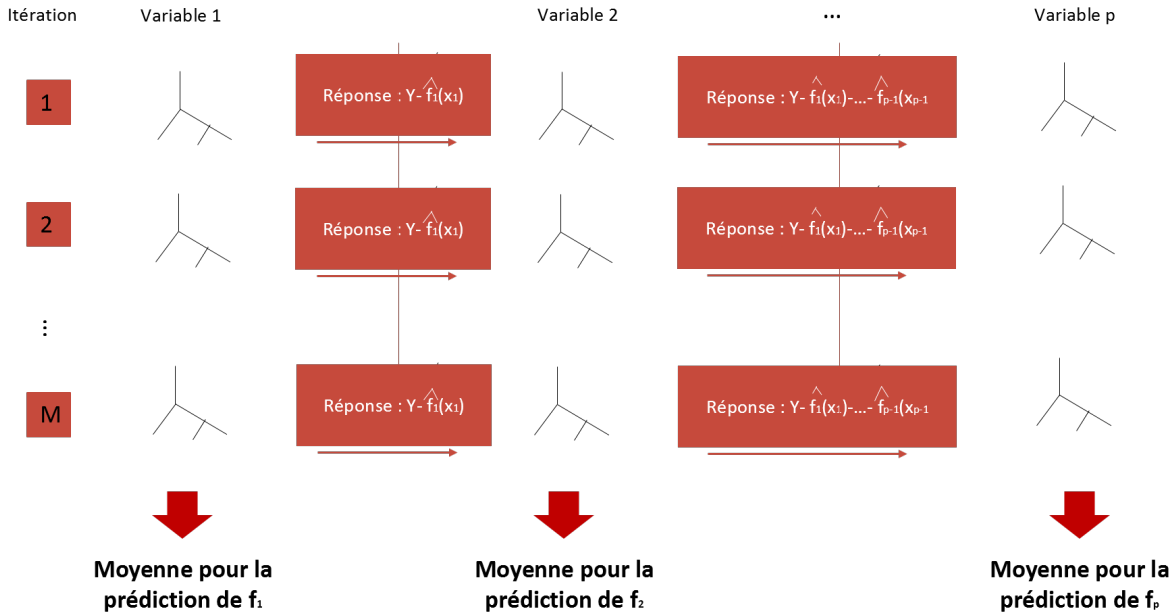 Itération Variable 1 Variable 2 ... Variable p
1 Réponse : Y- f̂₁(x₁) Réponse : Y- f̂₁(x₁)-...- f̂ₚ₋₁(xₚ₋₁
2 Réponse : Y- f̂₁(x₁) Réponse : Y- f̂₁(x₁)-...- f̂ₚ₋₁(xₚ₋₁
...
M Réponse : Y- f̂₁(x₁) Réponse : Y- f̂₁(x₁)-...- f̂ₚ₋₁(xₚ₋₁
Moyenne pour la
prédiction de f₁
Moyenne pour la
prédiction de f₂
Moyenne pour la
prédiction de fₚ